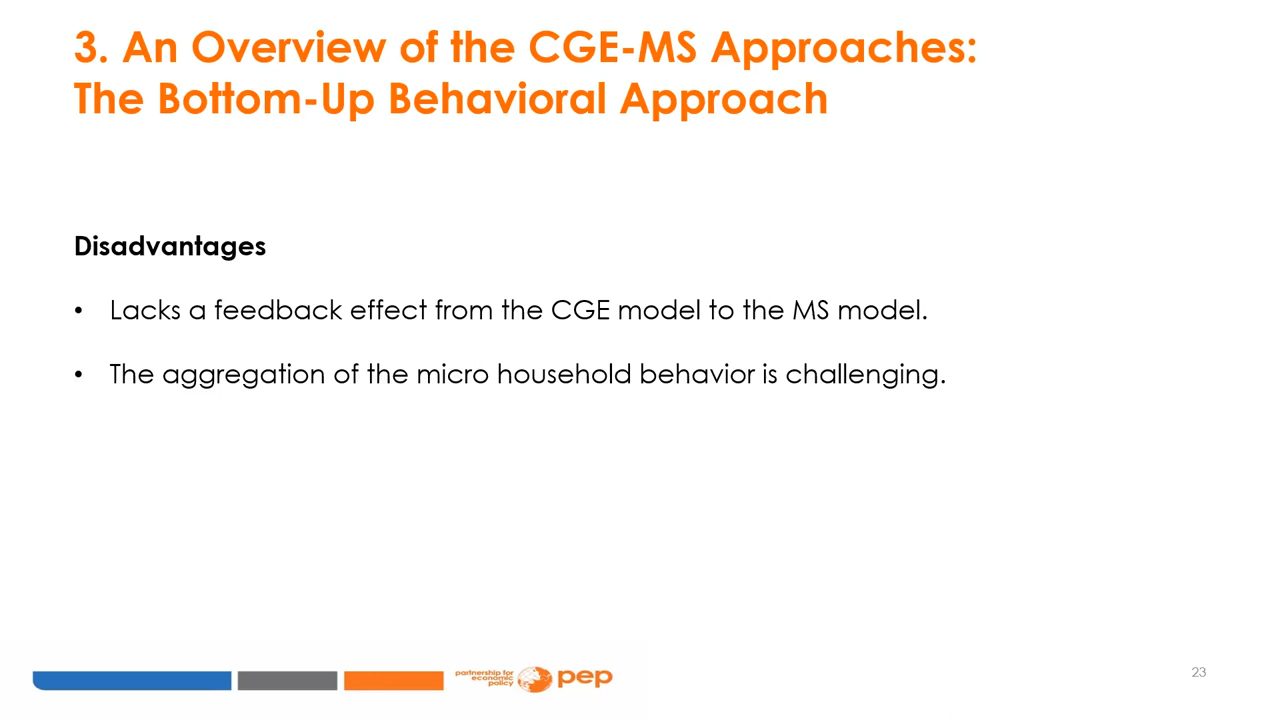 3. An Overview of the CGE-MS Approaches:
The Bottom-Up Behavioral Approach
Disadvantages
• Lacks a feedback effect from the CGE model to the MS model.
• The aggregation of the micro household behavior is challenging.
partnership for
economic
policy
pep
23